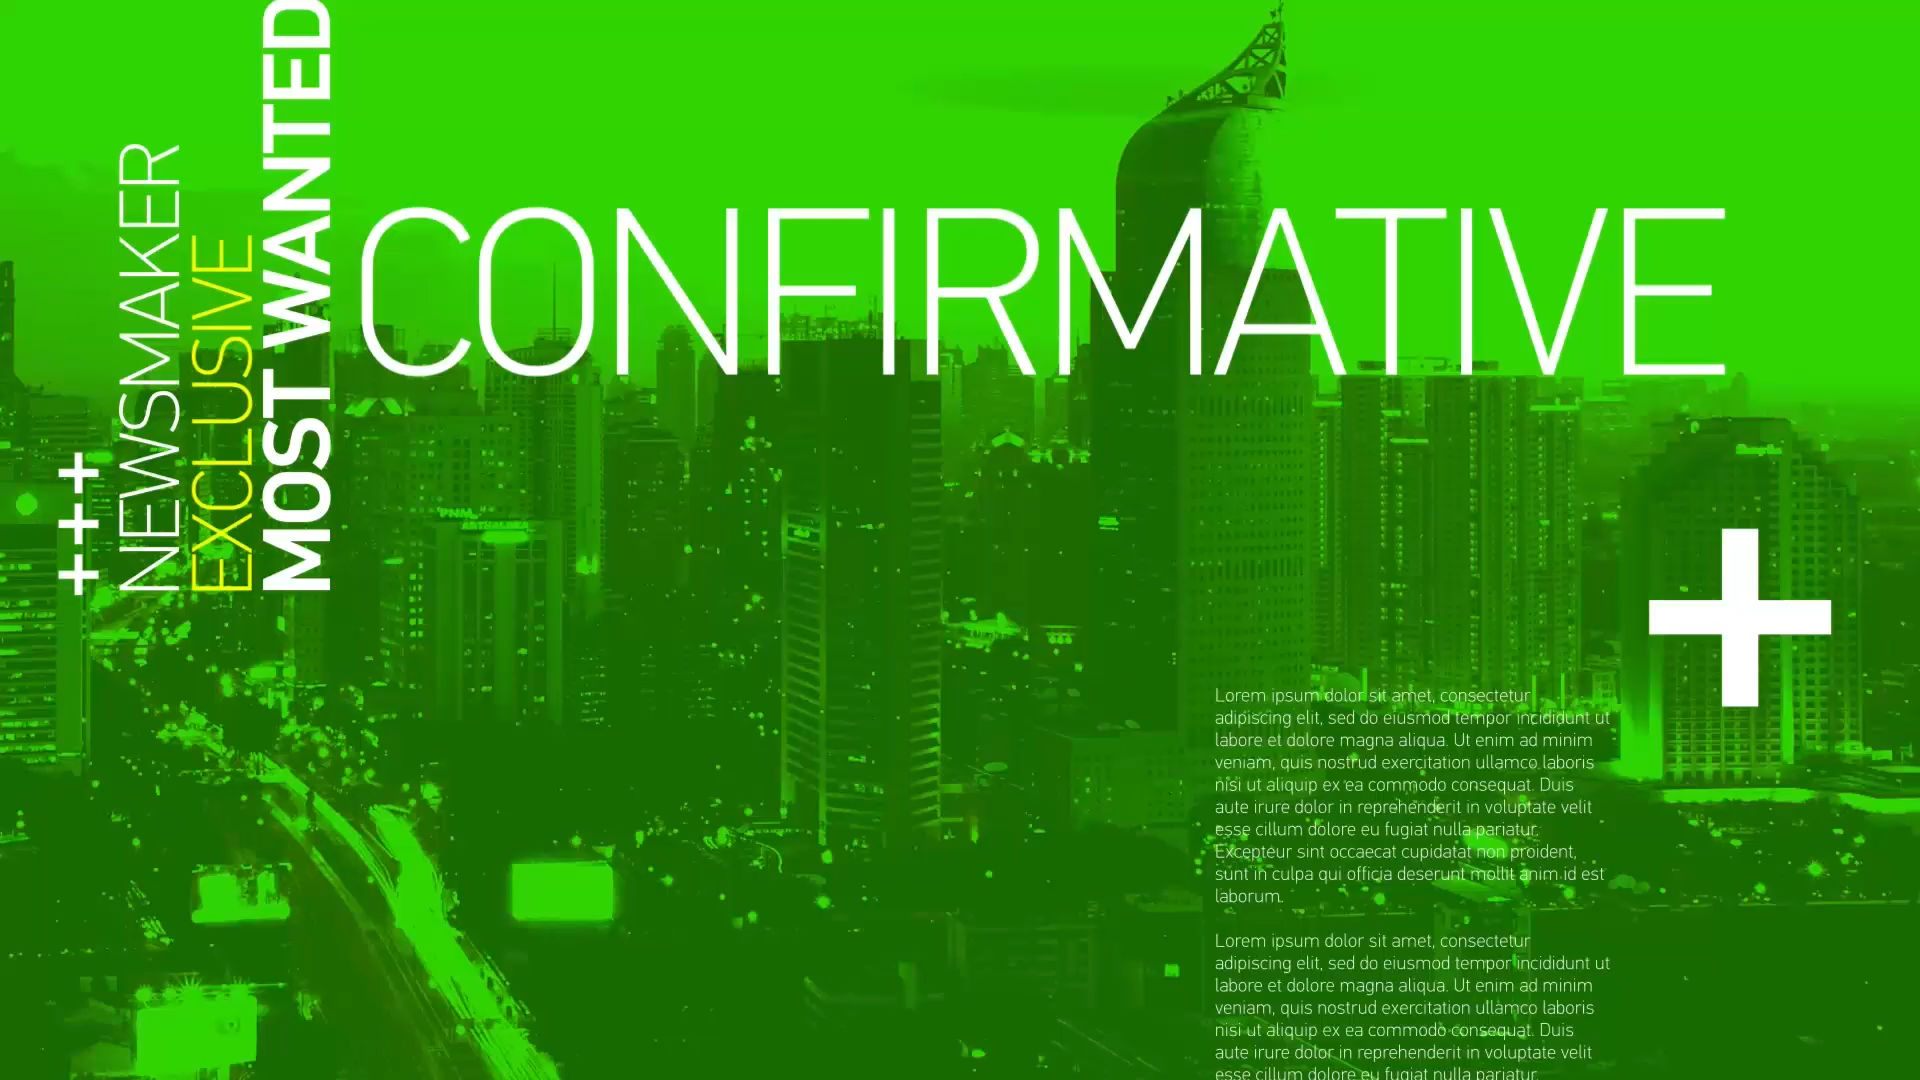 +++
NEWSMAKER
EXCLUSIVE
MOST WANTED
CONFIRMATIVE
+
PNM
ARTHALOKA
Lorem ipsum dolor sit amet, consectetur
adipiscing elit, sed do eiusmod tempor incididunt ut
labore et dolore magna aliqua. Ut enim ad minim
veniam, quis nostrud exercitation ullamco laboris
nisi ut aliquip ex ea commodo consequat. Duis
aute irure dolor in reprehenderit in voluptate velit
esse cillum dolore eu fugiat nulla pariatur.
Excepteur sint occaecat cupidatat non proident,
sunt in culpa qui officia deserunt mollit anim id est
laborum.
Lorem ipsum dolor sit amet, consectetur
adipiscing elit, sed do eiusmod tempor incididunt ut
labore et dolore magna aliqua. Ut enim ad minim
veniam, quis nostrud exercitation ullamco laboris
nisi ut aliquip ex ea commodo consequat. Duis
aute irure dolor in reprehenderit in voluptate velit
esse cillum dolore eu fugiat nulla pariatur.